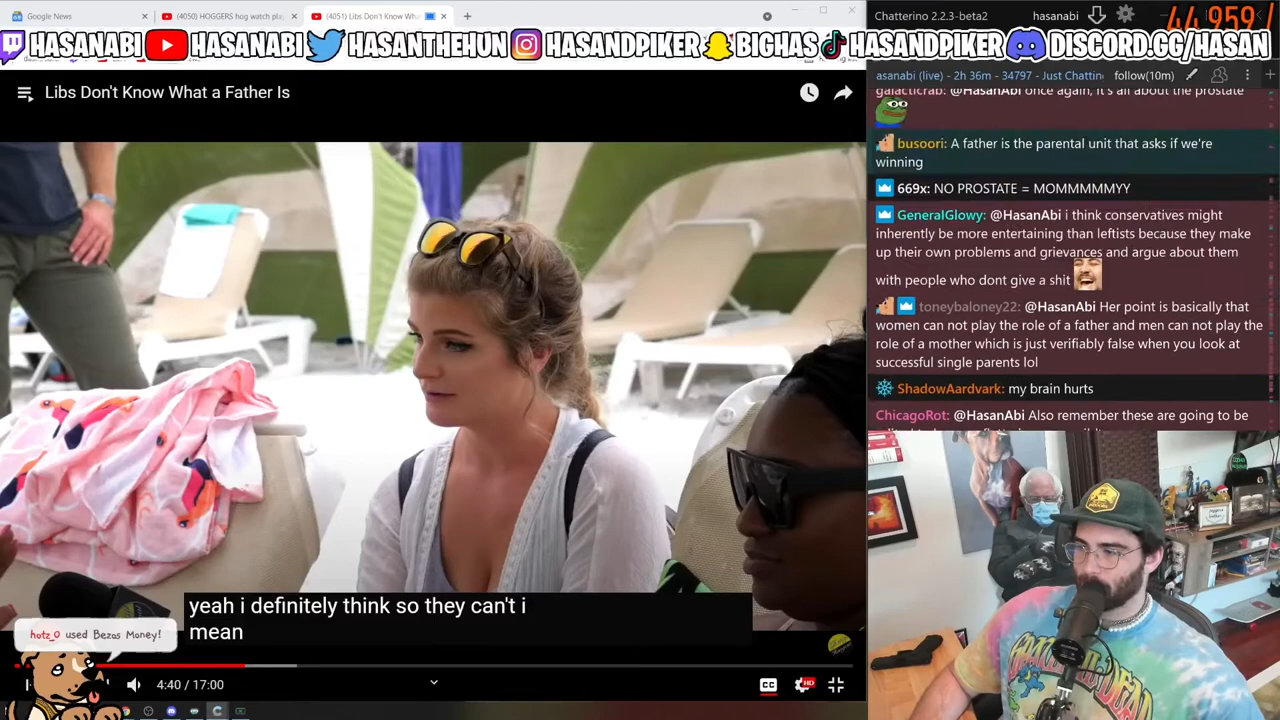 Google News
(4050) HOGGERS hog watch pla
(4051) Libs Don't Know Wha
Chatterino 2.2.3-beta2
hasanabi
44,959 /
HASANABI
HASANABI
HASANTHEHUN
HASANDPIKER
BIGHAS
HASANDPIKER
DISCORD.GG/HASAN
asanabi (live) - 2h 36m - 34797 - Just Chattin
follow(10m)
Libs Don't Know What a Father Is
galacticrab: @HasanAbi once again, it's all about the prostate
busoori: A father is the parental unit that asks if we're
winning
669x: NO PROSTATE = MOMMMMMYY
GeneralGlowy: @HasanAbi i think conservatives might
inherently be more entertaining than leftists because they make
up their own problems and grievances and argue about them
with people who dont give a shit
toneybaloney22: @HasanAbi Her point is basically that
women can not play the role of a father and men can not play the
role of a mother which is just verifiably false when you look at
successful single parents lol
ShadowAardvark: my brain hurts
ChicagoRot: @HasanAbi Also remember these are going to be
yeah i definitely think so they can't i
mean
hotz_0 used Bezos Money!
4:40 / 17:00
CC
HD